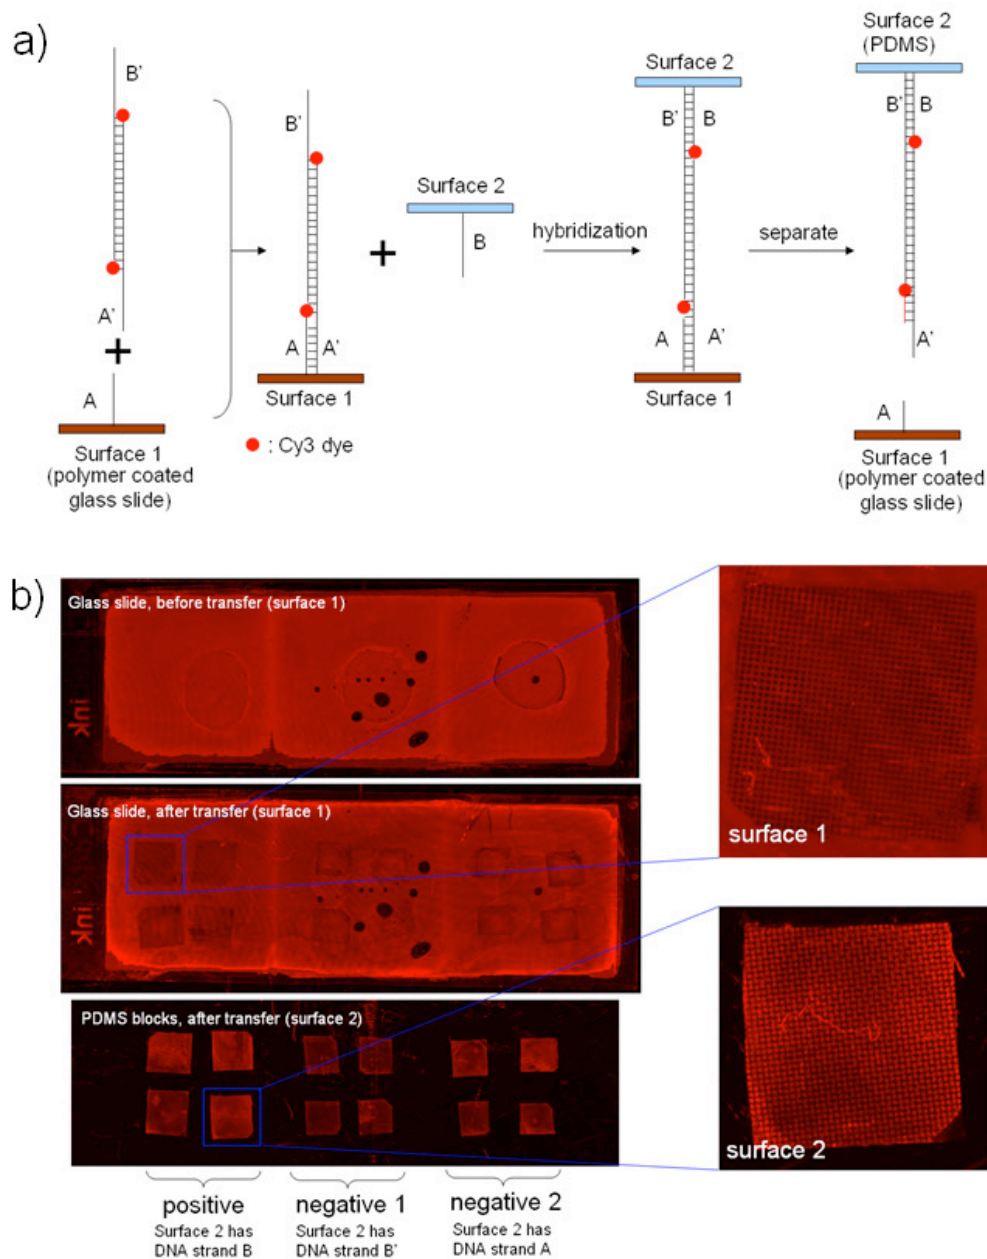 a)
B'
A'
+
A
Surface 1
(polymer coated
glass slide)
B'
A A'
Surface 1
: Cy3 dye
+
Surface 2
B
hybridization
Surface 2
B' B
A A'
Surface 1
separate
Surface 2
(PDMS)
B' B
A'
A
Surface 1
(polymer coated
glass slide)
b)
Glass slide, before transfer (surface 1)
ink
Glass slide, after transfer (surface 1)
ink
PDMS blocks, after transfer (surface 2)
surface 1
surface 2
positive
Surface 2 has
DNA strand B
negative 1
Surface 2 has
DNA strand B'
negative 2
Surface 2 has
DNA strand A